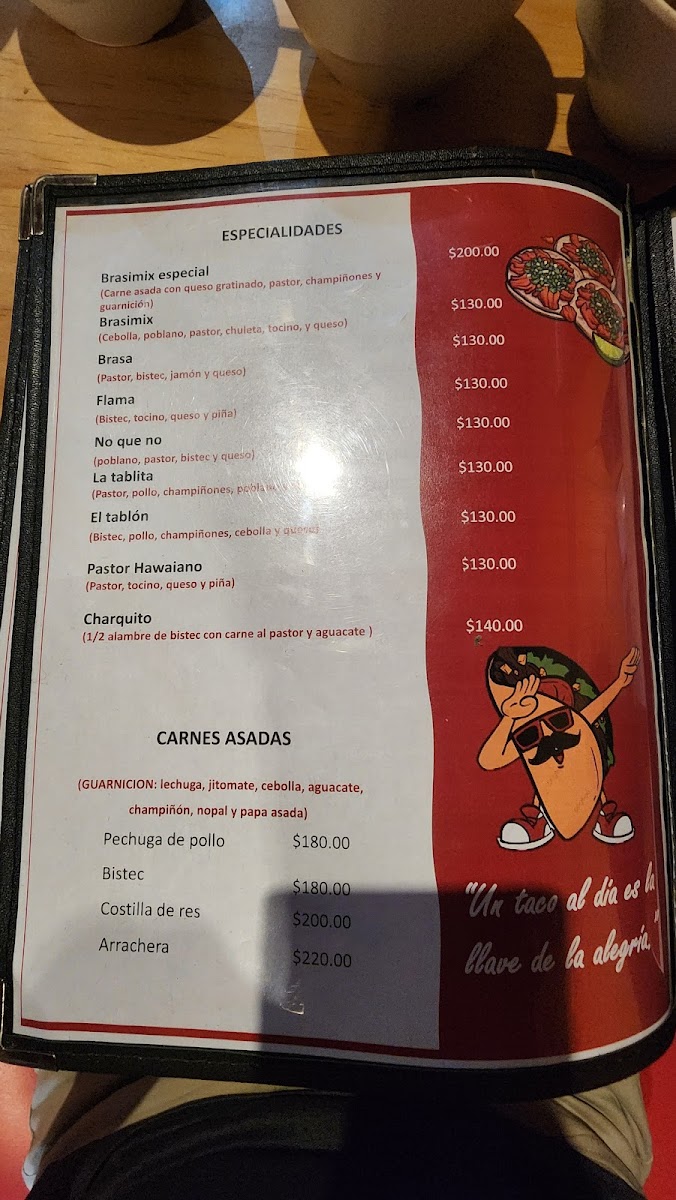 ESPECIALIDADES
Brasimix especial $200.00
(Carne asada con queso gratinado, pastor, champiñones y
guarnición)
Brasimix $130.00
(Cebolla, poblano, pastor, chuleta, tocino, y queso)
Brasa $130.00
(Pastor, bistec, jamón y queso)
Flama $130.00
(Bistec, tocino, queso y piña)
No que no $130.00
(poblano, pastor, bistec y queso)
La tablita $130.00
(Pastor, pollo, champiñones, poblano y
El tablón $130.00
(Bistec, pollo, champiñones, cebolla y queso)
Pastor Hawaiano $130.00
(Pastor, tocino, queso y piña)
Charquito $140.00
(1/2 alambre de bistec con carne al pastor y aguacate )
CARNES ASADAS
(GUARNICION: lechuga, jitomate, cebolla, aguacate,
champiñón, nopal y papa asada)
Pechuga de pollo $180.00
Bistec $180.00
Costilla de res $200.00
Arrachera $220.00
"Un taco al día es la
llave de la alegría."